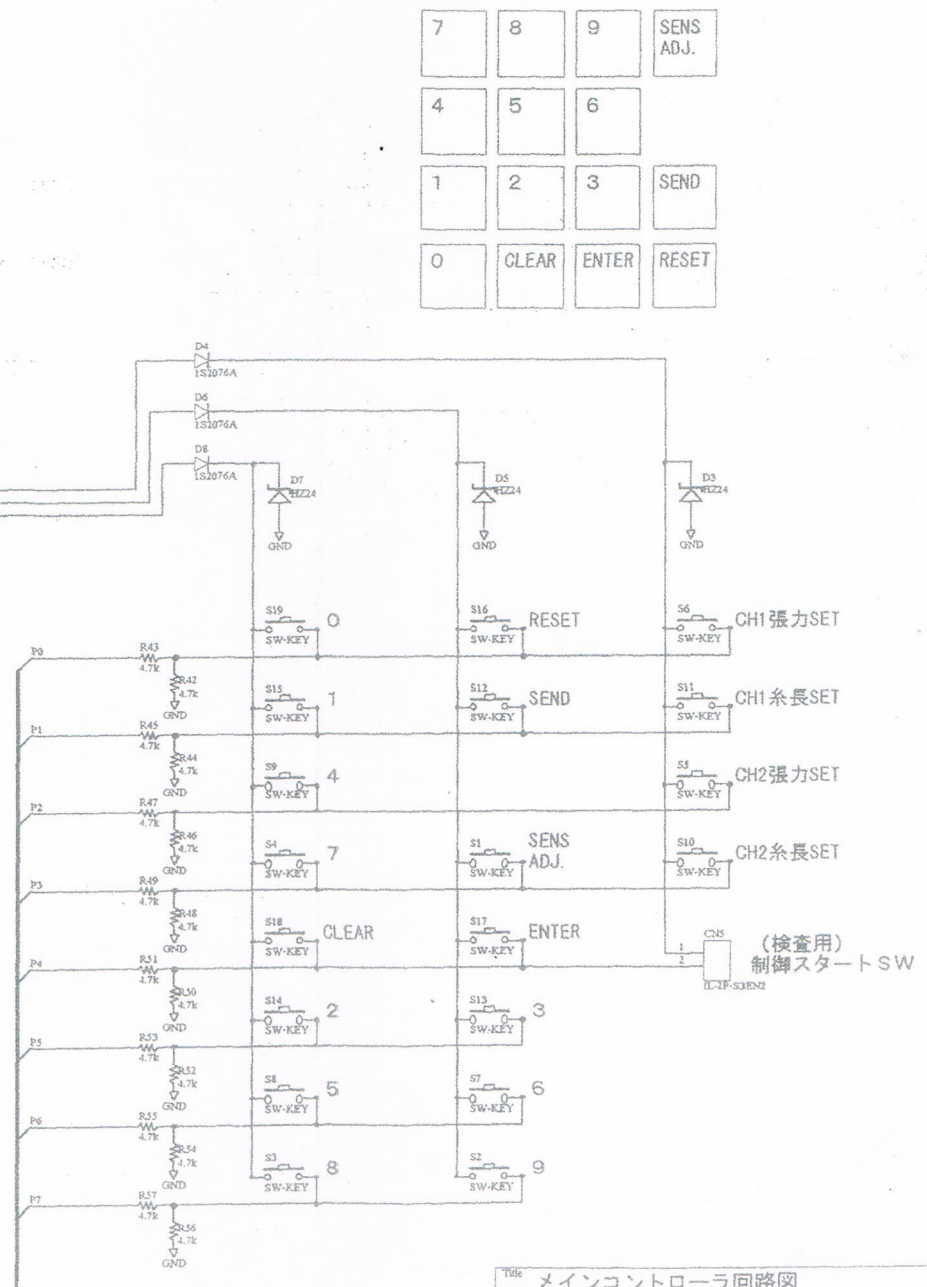 7 8 9 SENS
ADJ.
4 5 6
1 2 3 SEND
0 CLEAR ENTER RESET
D4
1S2076A
D6
1S2076A
D8
1S2076A
D7
HZ24
GND
D5
HZ24
GND
D3
HZ24
GND
S19
SW-KEY
0
S16
SW-KEY
RESET
S6
SW-KEY
CH1張力SET
P0
R43
4.7k
R42
4.7k
GND
S15
SW-KEY
1
S12
SW-KEY
SEND
S11
SW-KEY
CH1糸長SET
P1
R45
4.7k
R44
4.7k
GND
S9
SW-KEY
4
S5
SW-KEY
CH2張力SET
P2
R47
4.7k
R46
4.7k
GND
S4
SW-KEY
7
S1
SW-KEY
SENS
ADJ.
S10
SW-KEY
CH2糸長SET
P3
R49
4.7k
R48
4.7k
GND
S18
SW-KEY
CLEAR
S17
SW-KEY
ENTER
CN5
1
2
IL-2P-S3EN2
(検査用)
制御スタートSW
P4
R51
4.7k
R50
4.7k
GND
S14
SW-KEY
2
S13
SW-KEY
3
P5
R53
4.7k
R52
4.7k
GND
S8
SW-KEY
5
S7
SW-KEY
6
P6
R55
4.7k
R54
4.7k
GND
S3
SW-KEY
8
S2
SW-KEY
9
P7
R57
4.7k
R56
4.7k
GND
Title メインコントローラ回路図